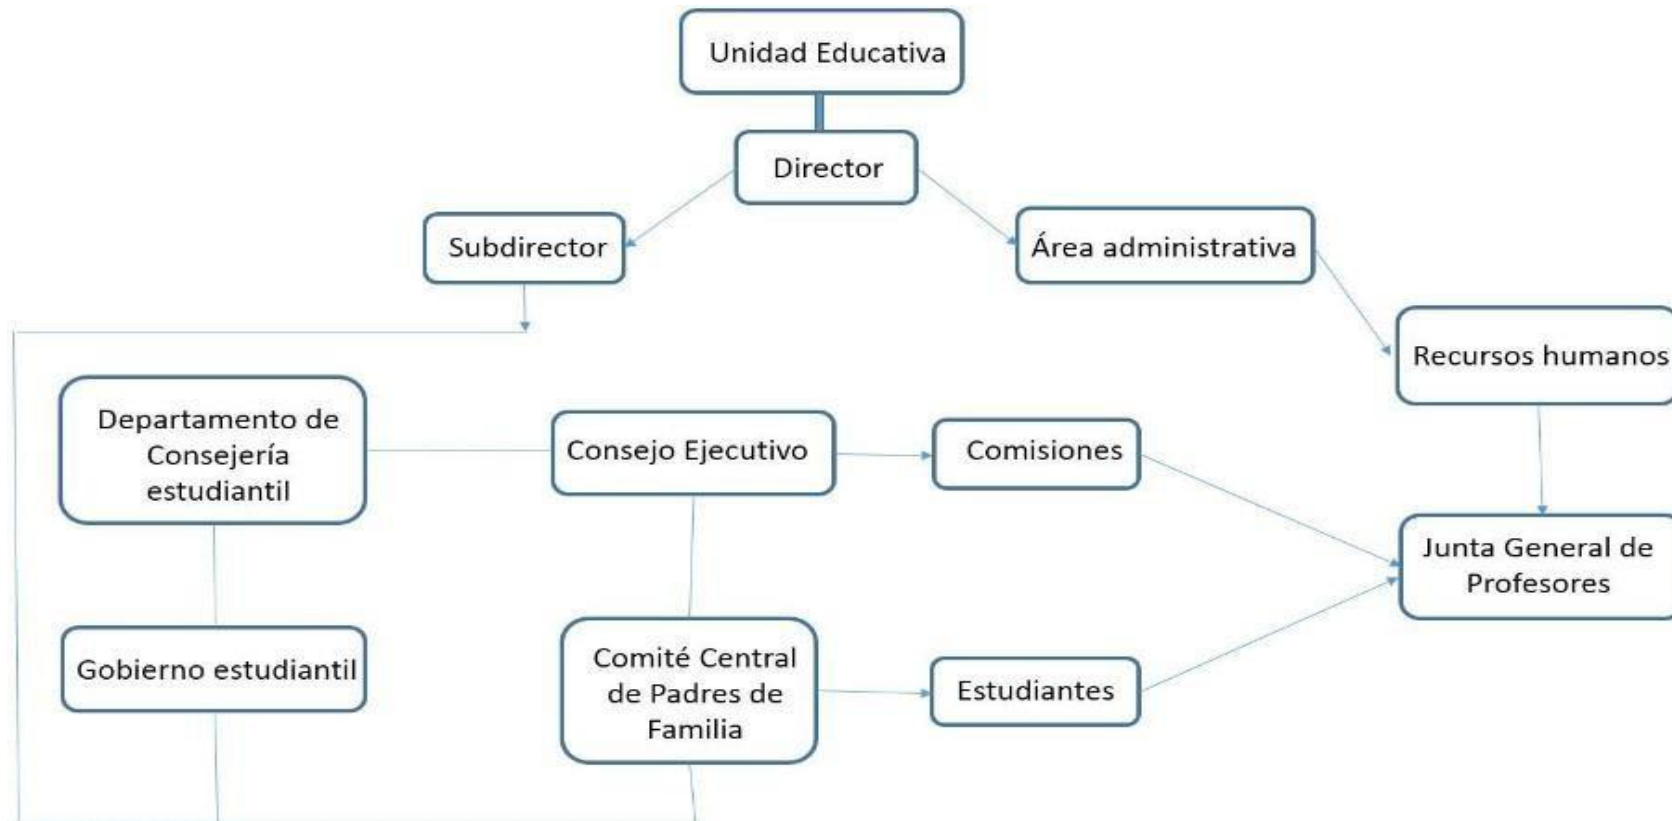 Unidad Educativa
Director
Subdirector
Área administrativa
Recursos humanos
Departamento de
Consejería
estudiantil
Consejo Ejecutivo
Comisiones
Junta General de
Profesores
Gobierno estudiantil
Comité Central
de Padres de
Familia
Estudiantes